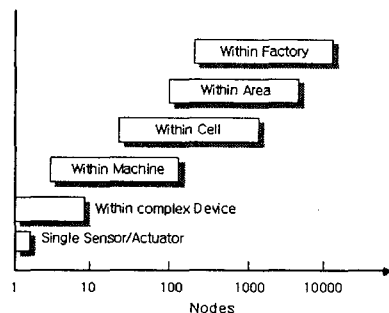 Within Factory
Within Area
Within Cell
Within Machine
Within complex Device
Single Sensor/Actuator
1 10 100 1000 10000
Nodes